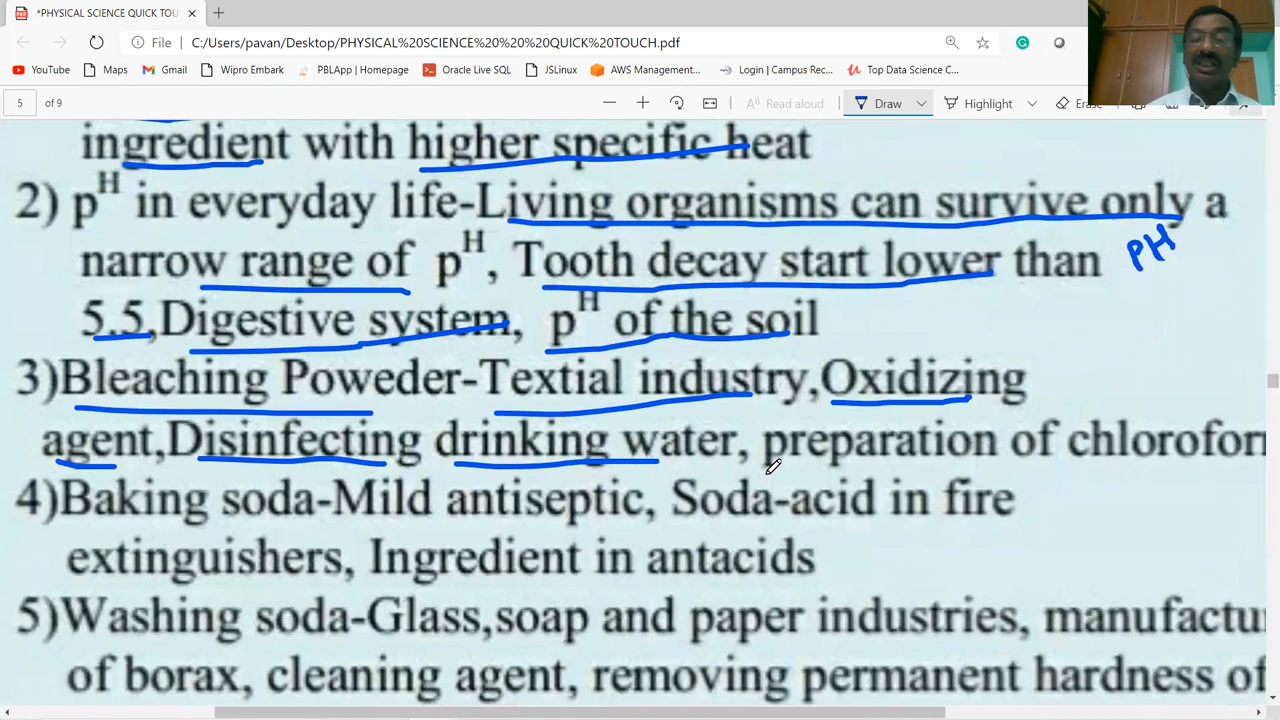 *PHYSICAL SCIENCE QUICK TOU
File C:/Users/pavan/Desktop/PHYSICAL%20SCIENCE%20%20%20QUICK%20TOUCH.pdf
YouTube Maps Gmail Wipro Embark PBLApp | Homepage Oracle Live SQL JSLinux AWS Management... Login | Campus Rec... Top Data Science C...
5 of 9 Read aloud Draw Highlight Erase
ingredient with higher specific heat
2) pH in everyday life-Living organisms can survive only a
narrow range of pH, Tooth decay start lower than
PH
5.5,Digestive system, pH of the soil
3)Bleaching Poweder-Textial industry,Oxidizing
agent,Disinfecting drinking water, preparation of chlorofor
4)Baking soda-Mild antiseptic, Soda-acid in fire
extinguishers, Ingredient in antacids
5)Washing soda-Glass,soap and paper industries, manufactu
of borax, cleaning agent, removing permanent hardness of